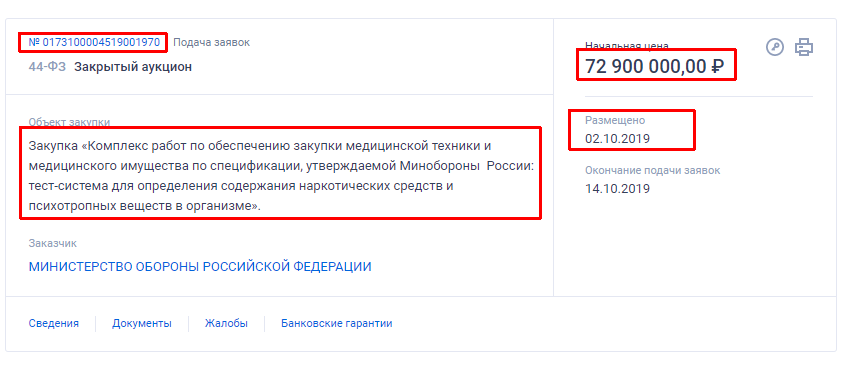 № 0173100004519001970 Подача заявок
44-ФЗ Закрытый аукцион
Объект закупки
Закупка «Комплекс работ по обеспечению закупки медицинской техники и
медицинского имущества по спецификации, утверждаемой Минобороны России:
тест-система для определения содержания наркотических средств и
психотропных веществ в организме».
Заказчик
МИНИСТЕРСТВО ОБОРОНЫ РОССИЙСКОЙ ФЕДЕРАЦИИ
Начальная цена
72 900 000,00 ₽
Размещено
02.10.2019
Окончание подачи заявок
14.10.2019
Сведения Документы Жалобы Банковские гарантии